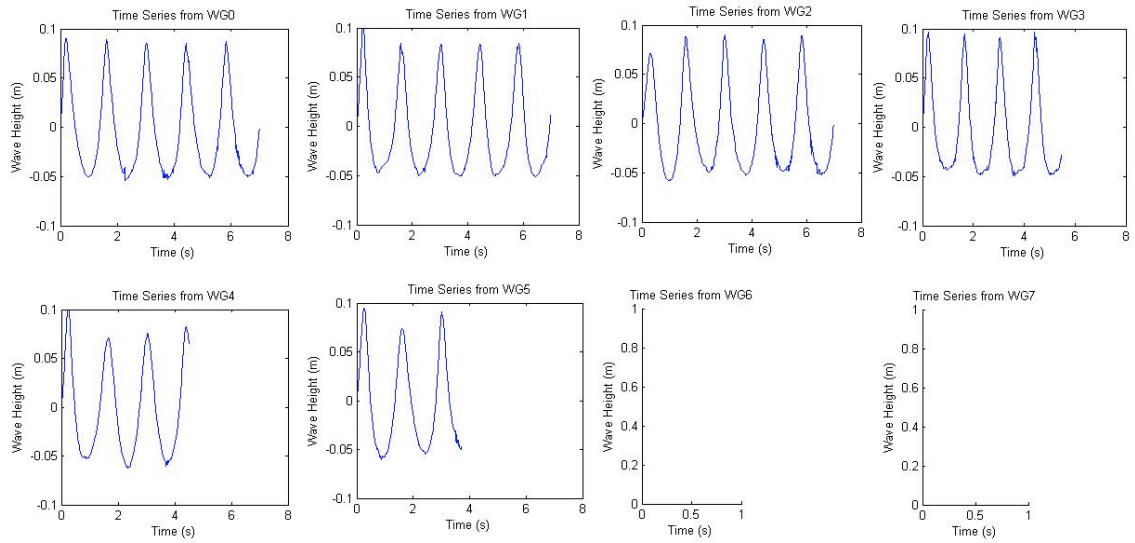 Time Series from WG0
Time Series from WG1
Time Series from WG2
Time Series from WG3
0.1
0.05
0
-0.05
-0.1
Wave Height (m)
0 2 4 6 8
Time (s)
0.1
0.05
0
-0.05
-0.1
Wave Height (m)
0 2 4 6 8
Time (s)
0.1
0.05
0
-0.05
-0.1
Wave Height (m)
0 2 4 6 8
Time (s)
0.1
0.05
0
-0.05
-0.1
Wave Height (m)
0 2 4 6 8
Time (s)
Time Series from WG4
Time Series from WG5
Time Series from WG6
Time Series from WG7
0.1
0.05
0
-0.05
-0.1
Wave Height (m)
0 2 4 6 8
Time (s)
0.1
0.05
0
-0.05
-0.1
Wave Height (m)
0 2 4 6 8
Time (s)
1
0.8
0.6
0.4
0.2
0
Wave Height (m)
0 0.5 1
Time (s)
1
0.8
0.6
0.4
0.2
0
Wave Height (m)
0 0.5 1
Time (s)